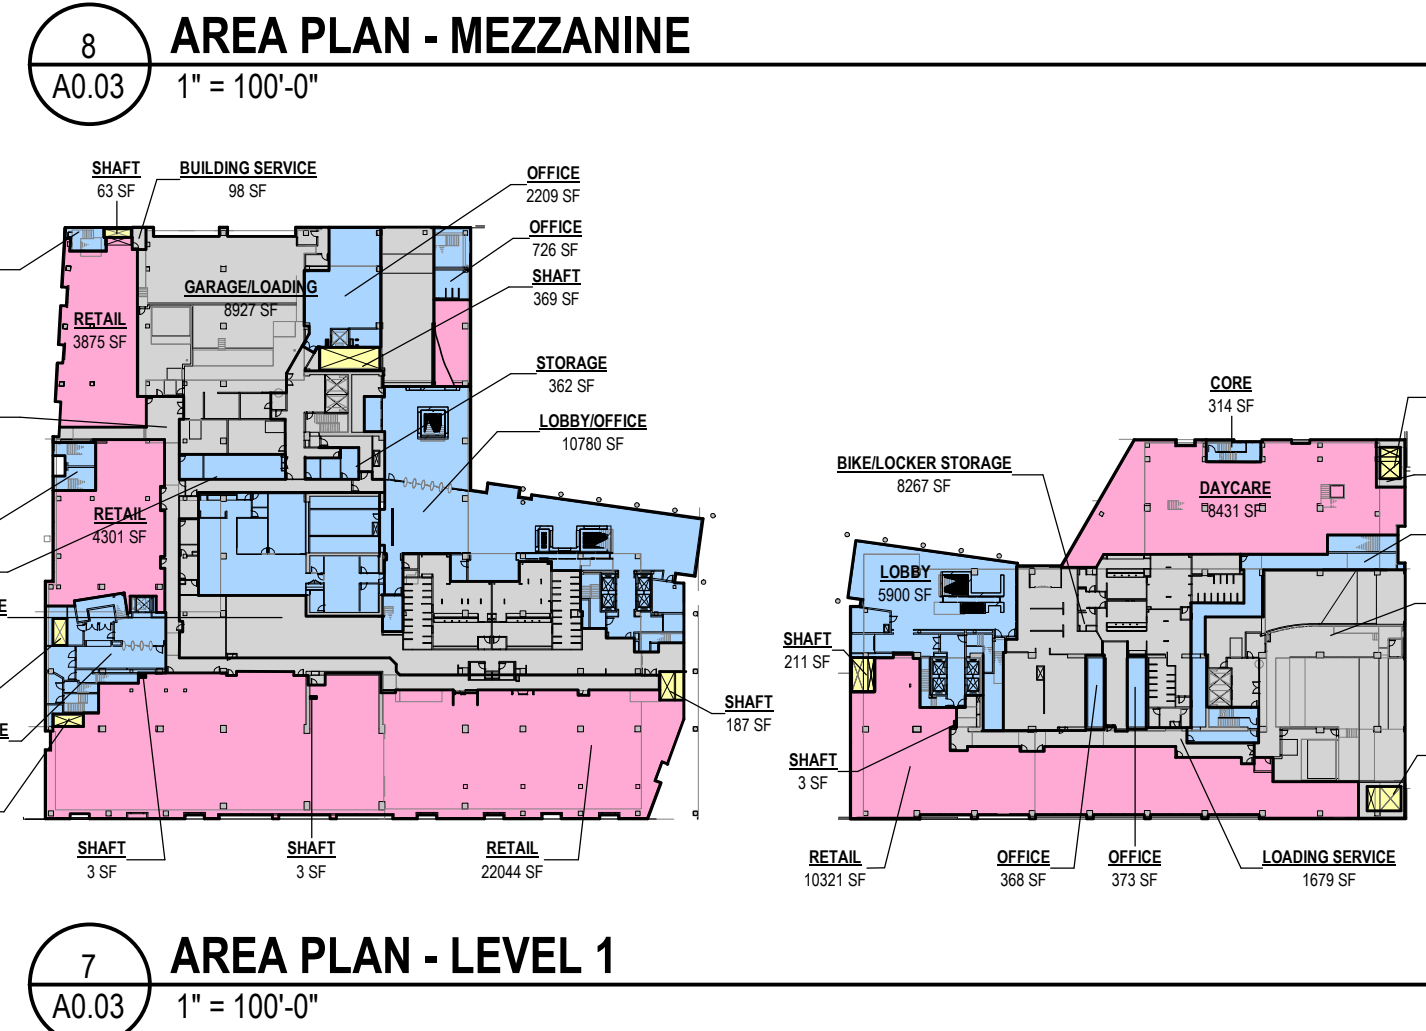 8
A0.03
AREA PLAN - MEZZANINE
1" = 100'-0"
SHAFT
63 SF
BUILDING SERVICE
98 SF
OFFICE
2209 SF
OFFICE
726 SF
SHAFT
369 SF
GARAGE/LOADING
8927 SF
RETAIL
3875 SF
STORAGE
362 SF
LOBBY/OFFICE
10780 SF
RETAIL
4301 SF
E
E
SHAFT
187 SF
SHAFT
3 SF
SHAFT
3 SF
RETAIL
22044 SF
CORE
314 SF
BIKE/LOCKER STORAGE
8267 SF
DAYCARE
8431 SF
LOBBY
5900 SF
SHAFT
211 SF
SHAFT
3 SF
RETAIL
10321 SF
OFFICE
368 SF
OFFICE
373 SF
LOADING SERVICE
1679 SF
7
A0.03
AREA PLAN - LEVEL 1
1" = 100'-0"